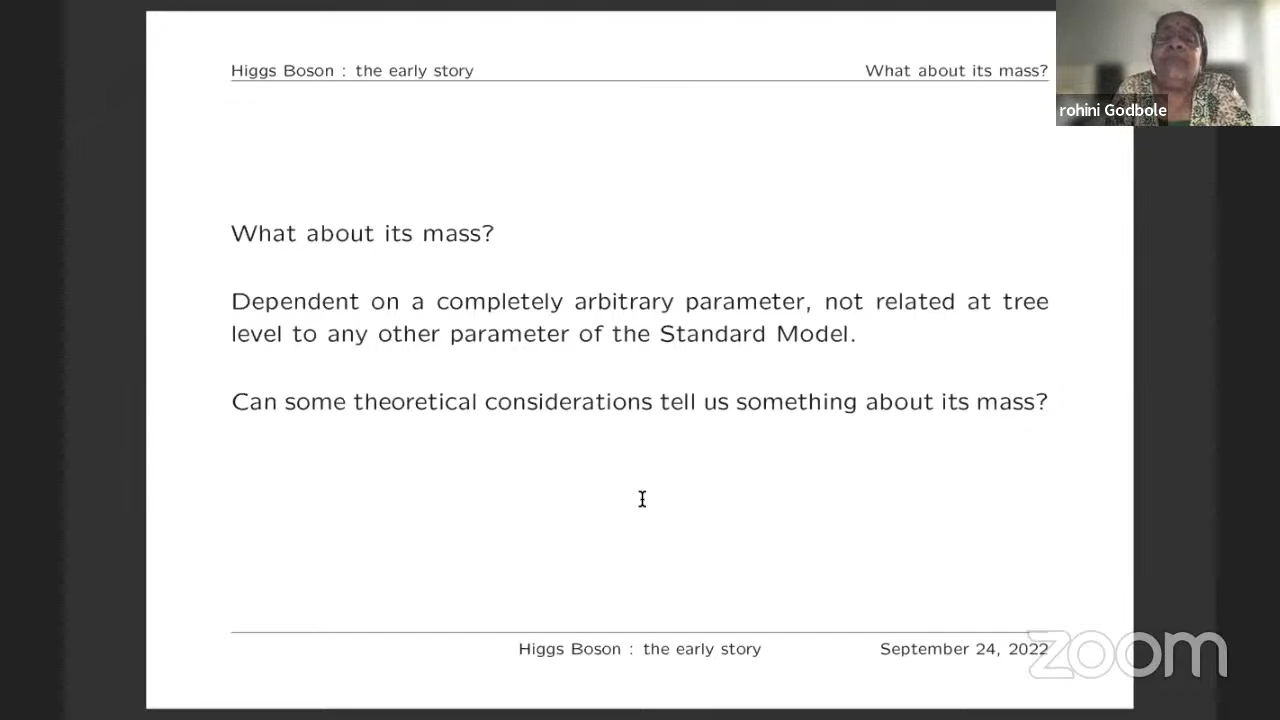 Higgs Boson : the early story What about its mass?
rohini Godbole
What about its mass?
Dependent on a completely arbitrary parameter, not related at tree
level to any other parameter of the Standard Model.
Can some theoretical considerations tell us something about its mass?
Higgs Boson : the early story September 24, 2022
zoom